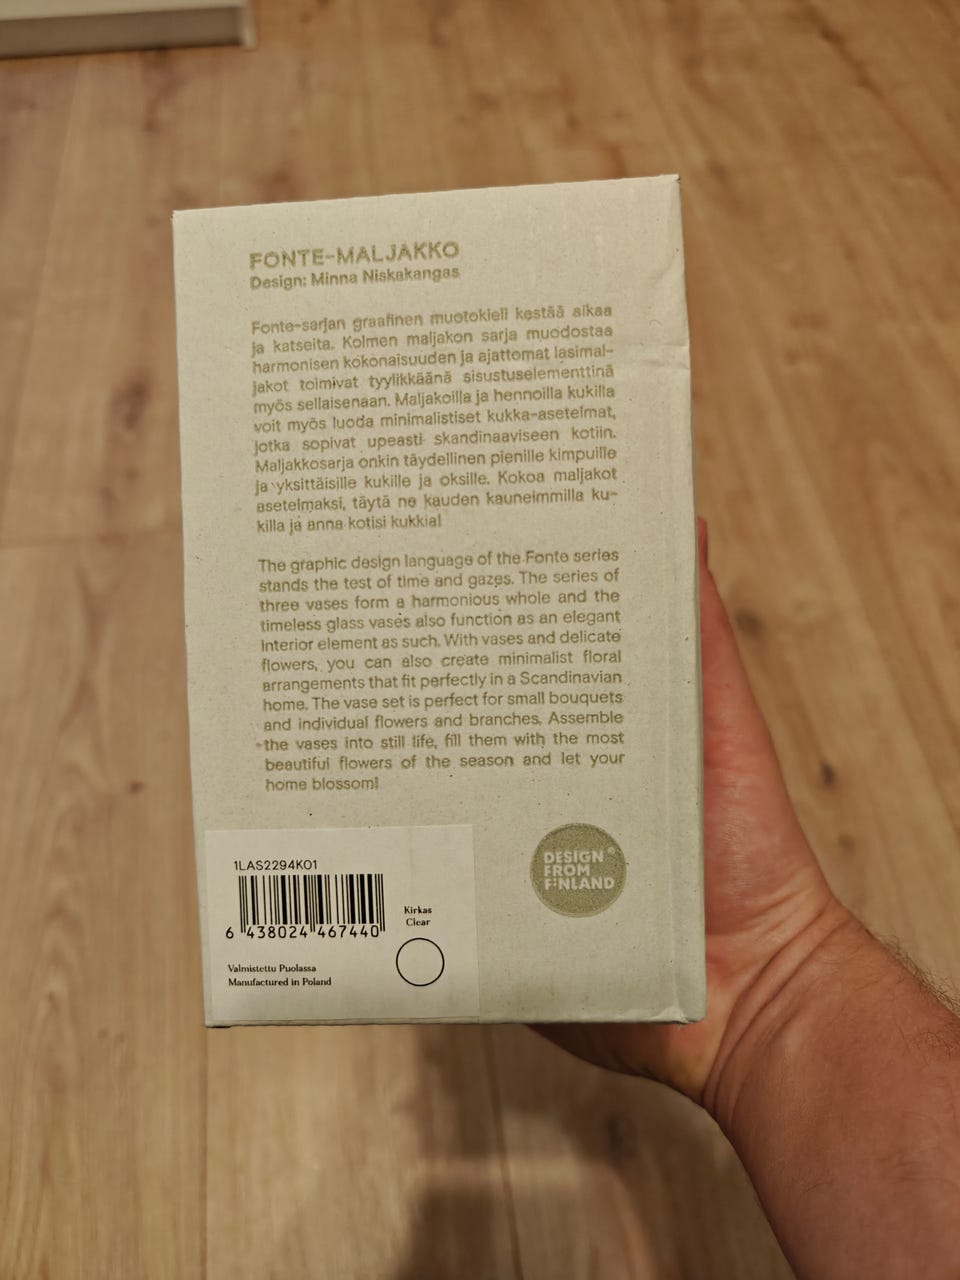 FONTE-MALJAKKO
Design: Minna Niskakangas
Fonte-sarjan graafinen muotokieli kestää aikaa
ja katseita. Kolmen maljakon sarja muodostaa
harmonisen kokonaisuuden ja ajattomat lasimal-
jakot toimivat tyylikkäänä sisustuselementtinä
myös sellaisenaan. Maljakoilla ja hennoilla kukilla
voit myös luoda minimalistiset kukka-asetelmat,
jotka sopivat upeasti skandinaaviseen kotiin.
Maljakkosarja onkin täydellinen pienille kimpuille
ja yksittäisille kukille ja oksille. Kokoa maljakot
asetelmaksi, täytä ne kauden kauneimmilla ku-
killa ja anna kotisi kukkia!
The graphic design language of the Fonte series
stands the test of time and gazes. The series of
three vases form a harmonious whole and the
timeless glass vases also function as an elegant
interior element as such. With vases and delicate
flowers, you can also create minimalist floral
arrangements that fit perfectly in a Scandinavian
home. The vase set is perfect for small bouquets
and individual flowers and branches. Assemble
the vases into still life, fill them with the most
beautiful flowers of the season and let your
home blossom!
1LAS2294K01
6 438024 467440
Kirkas
Clear
Valmistettu Puolassa
Manufactured in Poland
DESIGN®
FROM
FINLAND